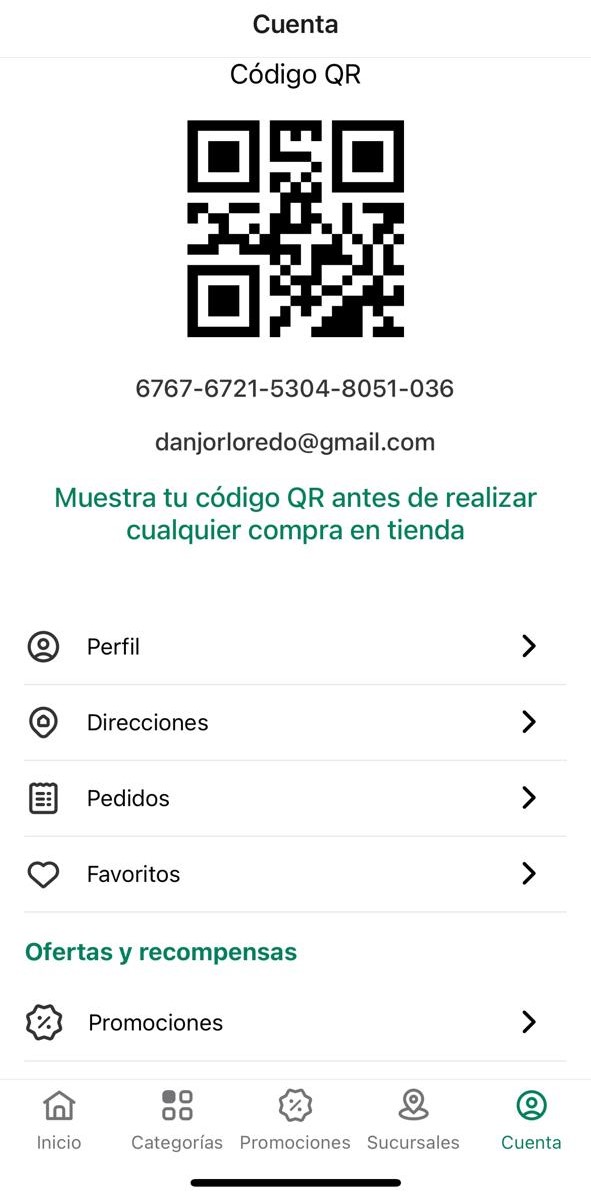 Cuenta
Código QR
6767-6721-5304-8051-036
danjorloredo@gmail.com
Muestra tu código QR antes de realizar
cualquier compra en tienda
Perfil
Direcciones
Pedidos
Favoritos
Ofertas y recompensas
Promociones
Inicio
Categorías
Promociones
Sucursales
Cuenta